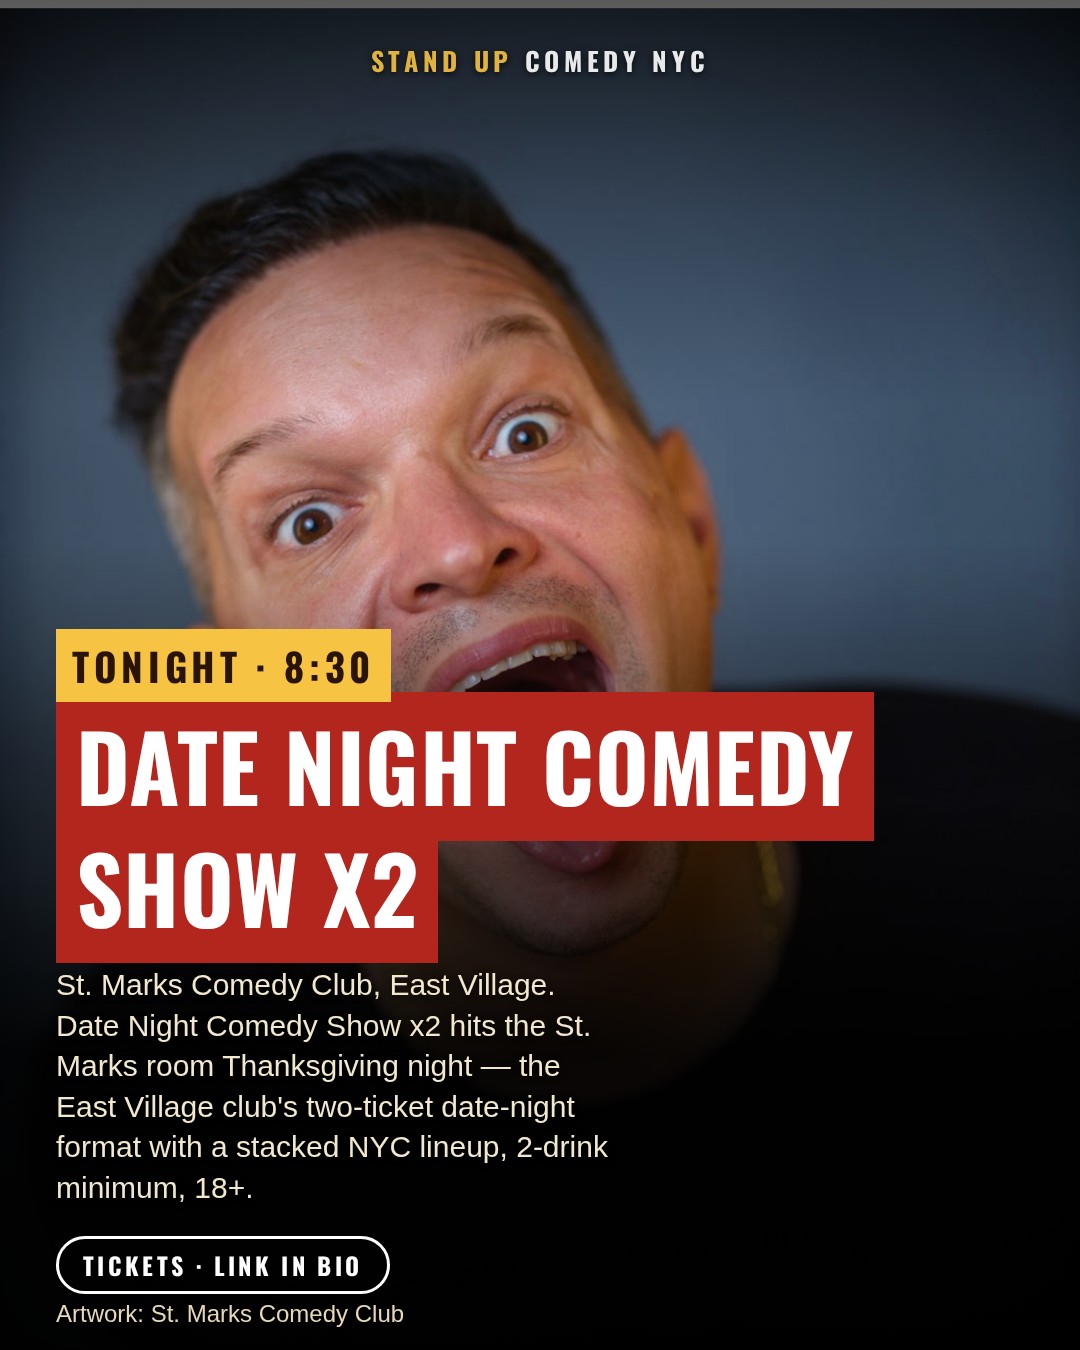 STAND UP COMEDY NYC
TONIGHT · 8:30
DATE NIGHT COMEDY
SHOW X2
St. Marks Comedy Club, East Village.
Date Night Comedy Show x2 hits the St.
Marks room Thanksgiving night — the
East Village club's two-ticket date-night
format with a stacked NYC lineup, 2-drink
minimum, 18+.
TICKETS · LINK IN BIO
Artwork: St. Marks Comedy Club